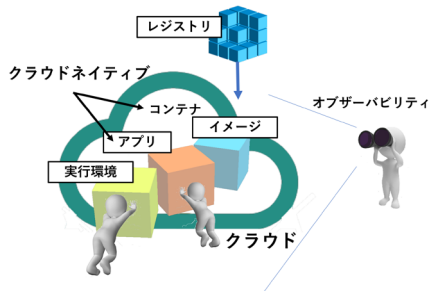 レジストリ
クラウドネイティブ
コンテナ
オブザーバビリティ
イメージ
アプリ
実行環境
クラウド